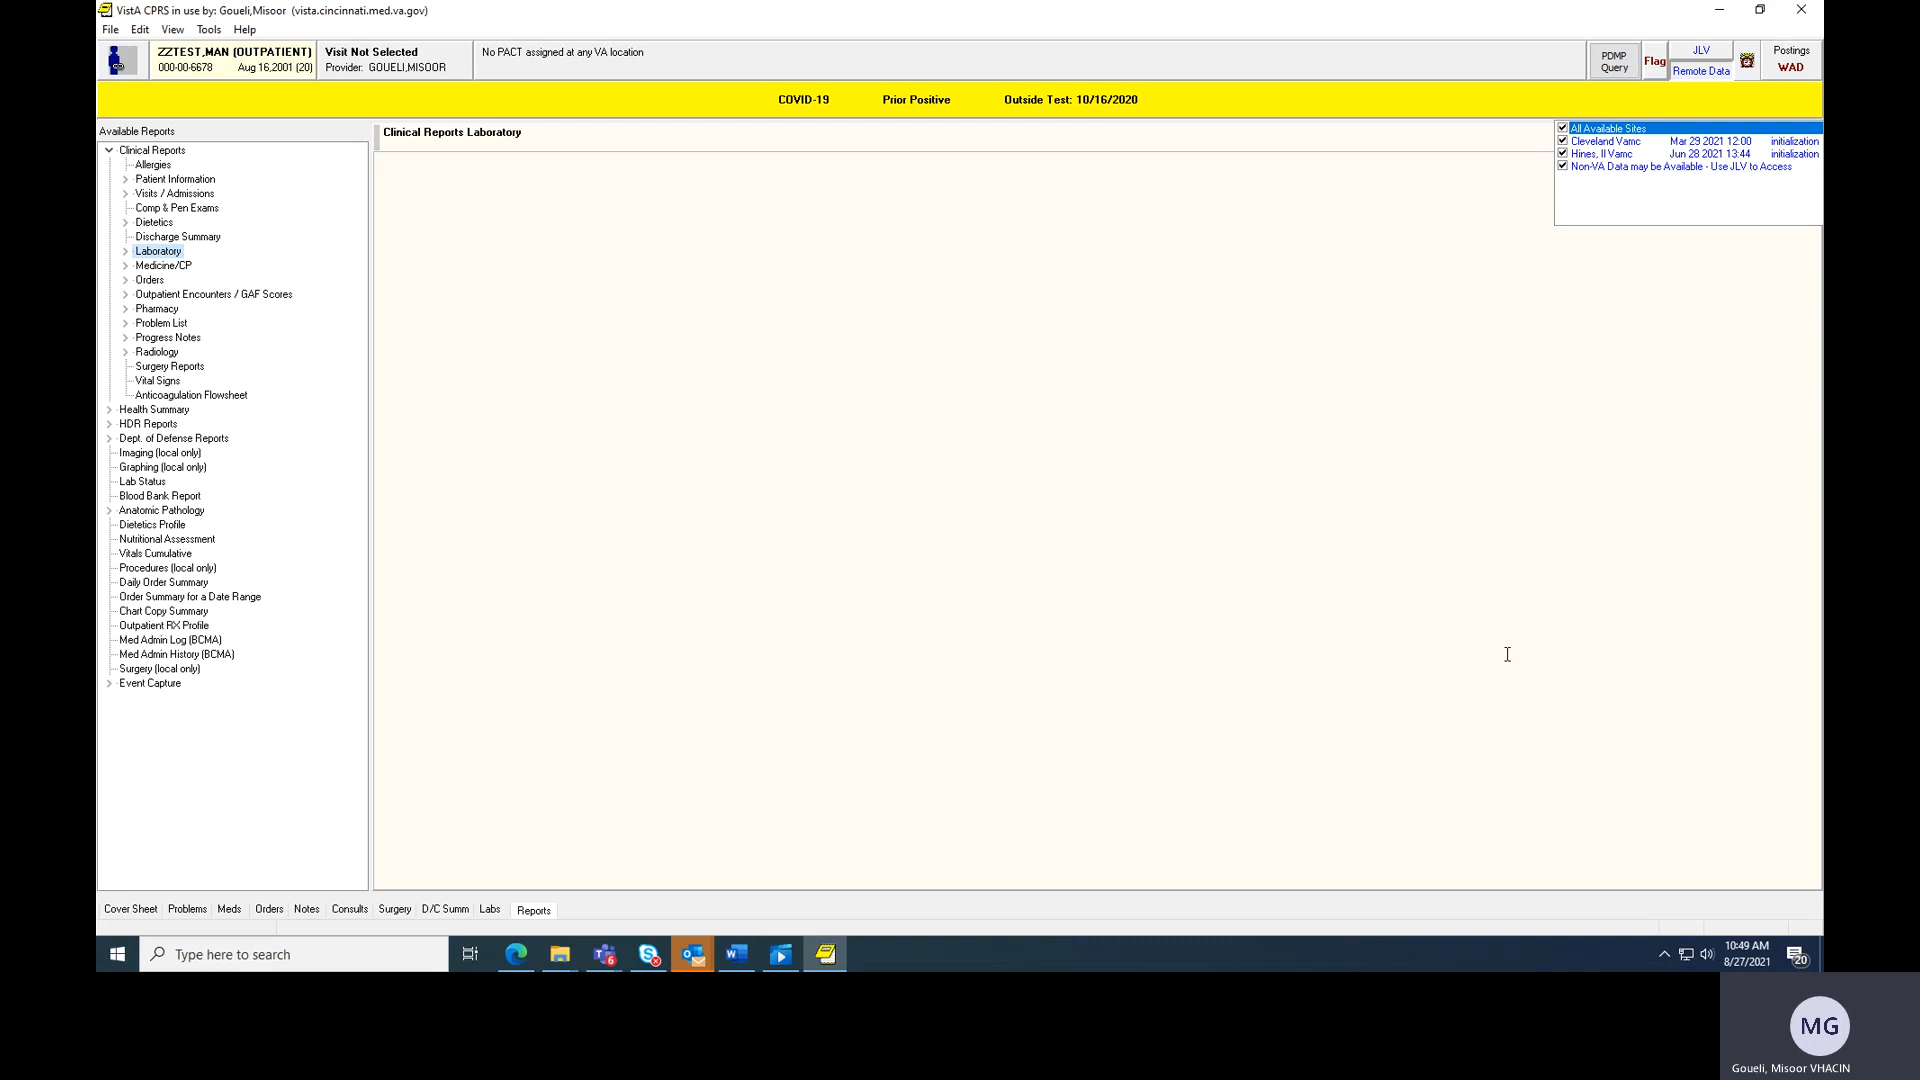 VistA CPRS in use by: Goueli,Misoor (vista.cincinnati.med.va.gov)
File Edit View Tools Help
ZZTEST,MAN (OUTPATIENT)
000-00-6678 Aug 16,2001 (20)
Visit Not Selected
Provider: GOUELI,MISOOR
No PACT assigned at any VA location
PDMP
Query
Flag
JLV
Remote Data
Postings
WAD
COVID-19 Prior Positive Outside Test: 10/16/2020
Available Reports
Clinical Reports
Allergies
Patient Information
Visits / Admissions
Comp & Pen Exams
Dietetics
Discharge Summary
Laboratory
Medicine/CP
Orders
Outpatient Encounters / GAF Scores
Pharmacy
Problem List
Progress Notes
Radiology
Surgery Reports
Vital Signs
Anticoagulation Flowsheet
Health Summary
HDR Reports
Dept. of Defense Reports
Imaging (local only)
Graphing (local only)
Lab Status
Blood Bank Report
Anatomic Pathology
Dietetics Profile
Nutritional Assessment
Vitals Cumulative
Procedures (local only)
Daily Order Summary
Order Summary for a Date Range
Chart Copy Summary
Outpatient RX Profile
Med Admin Log (BCMA)
Med Admin History (BCMA)
Surgery (local only)
Event Capture
Clinical Reports Laboratory
All Available Sites
Cleveland Vamc Mar 29 2021 12:00 initialization
Hines, Il Vamc Jun 28 2021 13:44 initialization
Non-VA Data may be Available - Use JLV to Access
Cover Sheet Problems Meds Orders Notes Consults Surgery D/C Summ Labs Reports
Type here to search
6
10:49 AM
8/27/2021
20
MG
Goueli, Misoor VHACIN